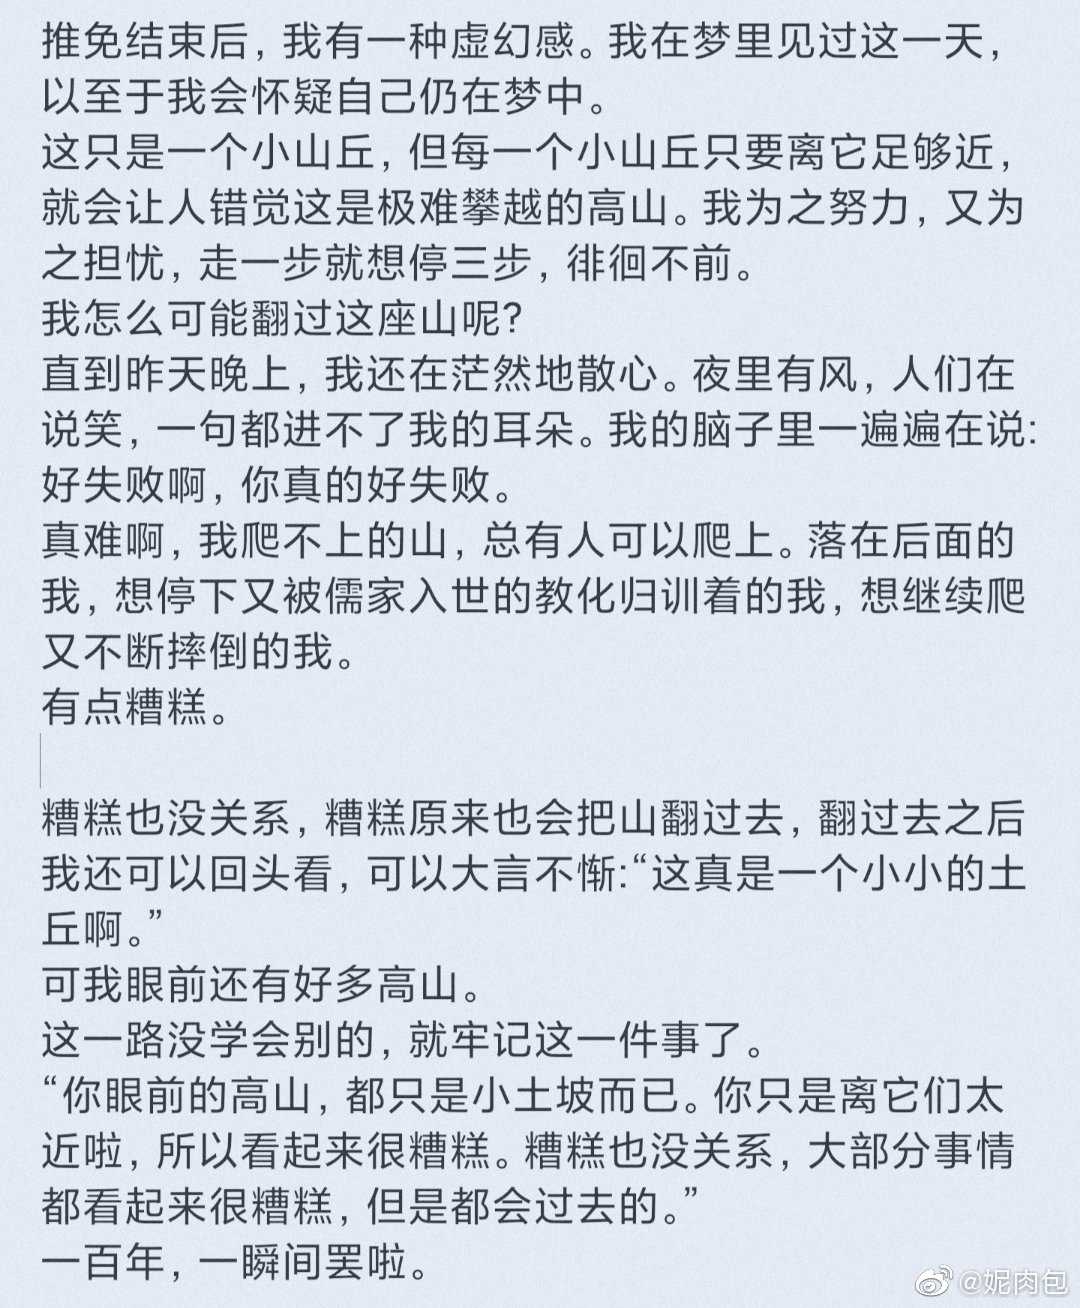 推免结束后，我有一种虚幻感。我在梦里见过这一天，
以至于我会怀疑自己仍在梦中。
这只是一个小山丘，但每一个小山丘只要离它足够近，
就会让人错觉这是极难攀越的高山。我为之努力，又为
之担忧，走一步就想停三步，徘徊不前。
我怎么可能翻过这座山呢？
直到昨天晚上，我还在茫然地散心。夜里有风，人们在
说笑，一句都进不了我的耳朵。我的脑子里一遍遍在说：
好失败啊，你真的好失败。
真难啊，我爬不上的山，总有人可以爬上。落在后面的
我，想停下又被儒家入世的教化归训着的我，想继续爬
又不断摔倒的我。
有点糟糕。
糟糕也没关系，糟糕原来也会把山翻过去，翻过去之后
我还可以回头看，可以大言不惭：“这真是一个小小的土
丘啊。”
可我眼前还有好多高山。
这一路没学会别的，就牢记这一件事了。
“你眼前的高山，都只是小土坡而已。你只是离它们太
近啦，所以看起来很糟糕。糟糕也没关系，大部分事情
都看起来很糟糕，但是都会过去的。”
一百年，一瞬间罢啦。
@妮肉包